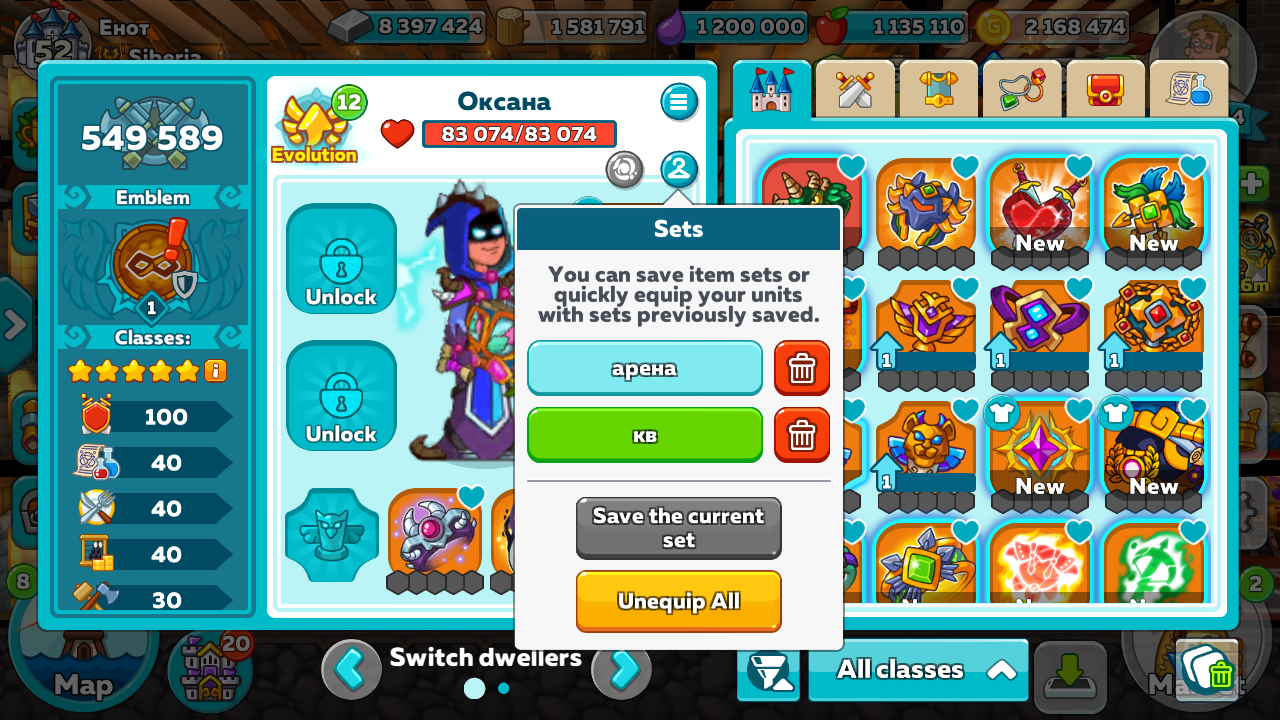 52
Енот
Siberia
8 397 424
1 581 791
1 200 000
1 135 110
2 168 474
549 589
Emblem
1
Classes:
100
40
40
40
30
12
Evolution
Оксана
83 074/83 074
Unlock
Unlock
Sets
You can save item sets or
quickly equip your units
with sets previously saved.
арена
кв
Save the current
set
Unequip All
New
New
1
1
1
1
New
New
8
20
Map
Switch dwellers
All classes
2